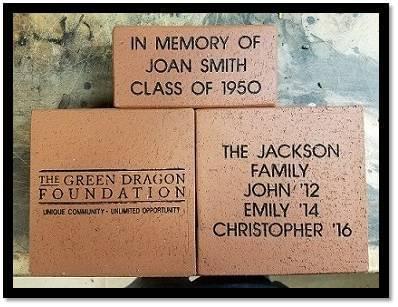 IN MEMORY OF
JOAN SMITH
CLASS OF 1950
THE GREEN DRAGON
FOUNDATION
UNIQUE COMMUNITY - UNLIMITED OPPORTUNITY
THE JACKSON
FAMILY
JOHN '12
EMILY '14
CHRISTOPHER '16